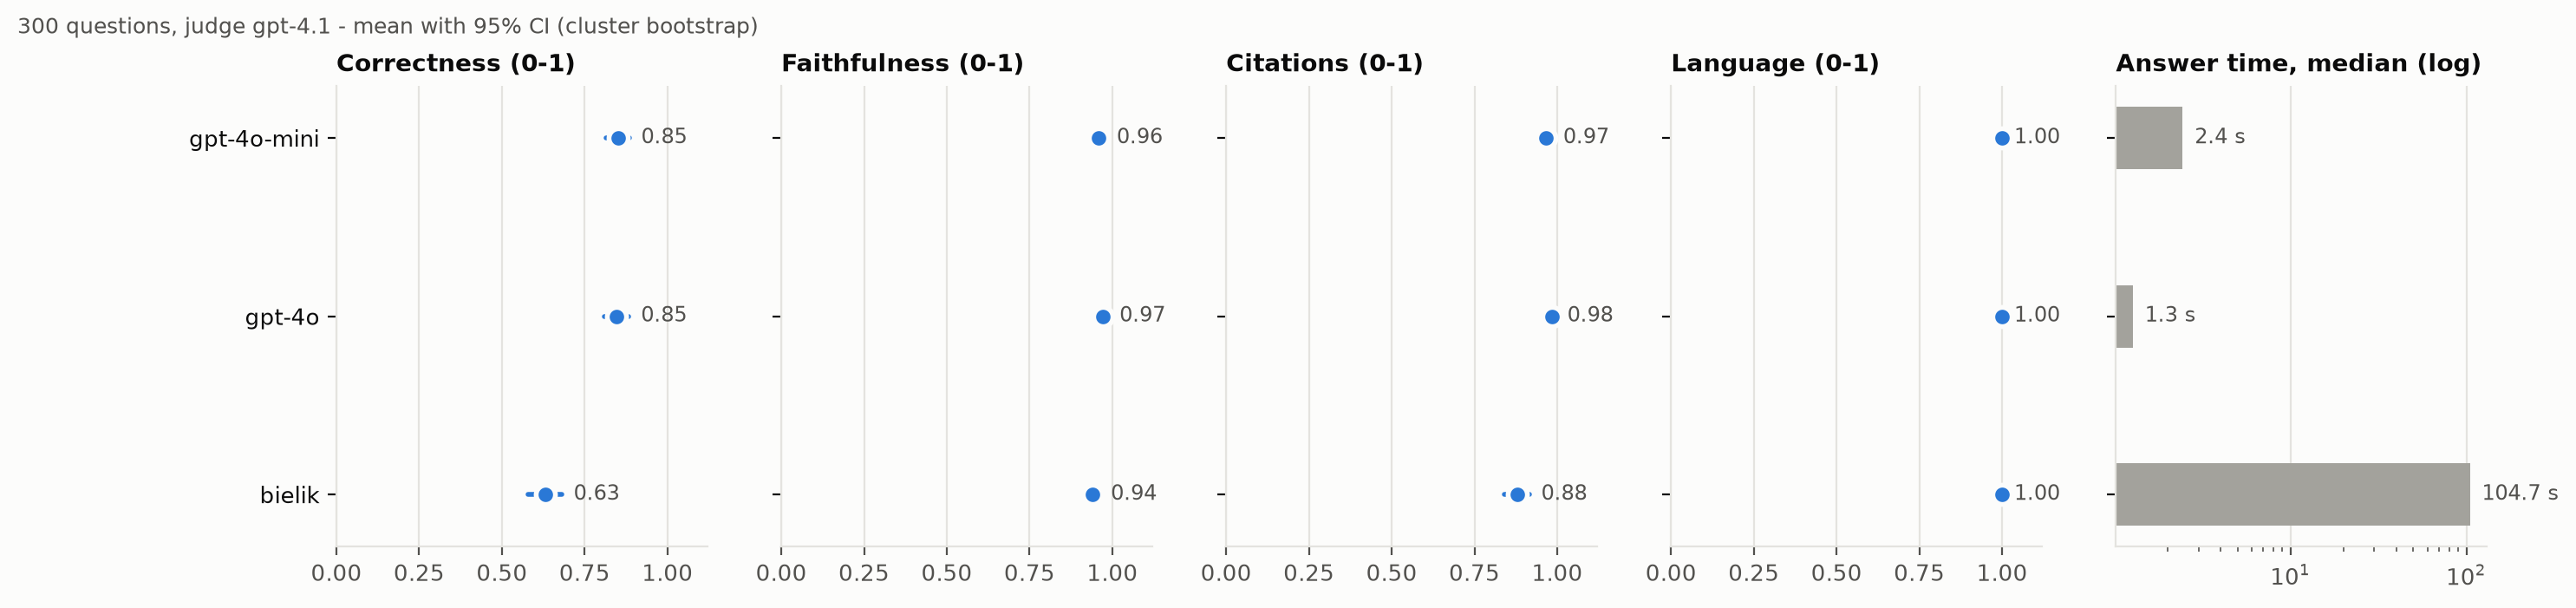 300 questions, judge gpt-4.1 - mean with 95% CI (cluster bootstrap)
Correctness (0-1) Faithfulness (0-1) Citations (0-1) Language (0-1) Answer time, median (log)
gpt-4o-mini 0.85 0.96 0.97 1.00 2.4 s
gpt-4o 0.85 0.97 0.98 1.00 1.3 s
bielik 0.63 0.94 0.88 1.00 104.7 s
0.00 0.25 0.50 0.75 1.00 0.00 0.25 0.50 0.75 1.00 0.00 0.25 0.50 0.75 1.00 0.00 0.25 0.50 0.75 1.00 10¹ 10²